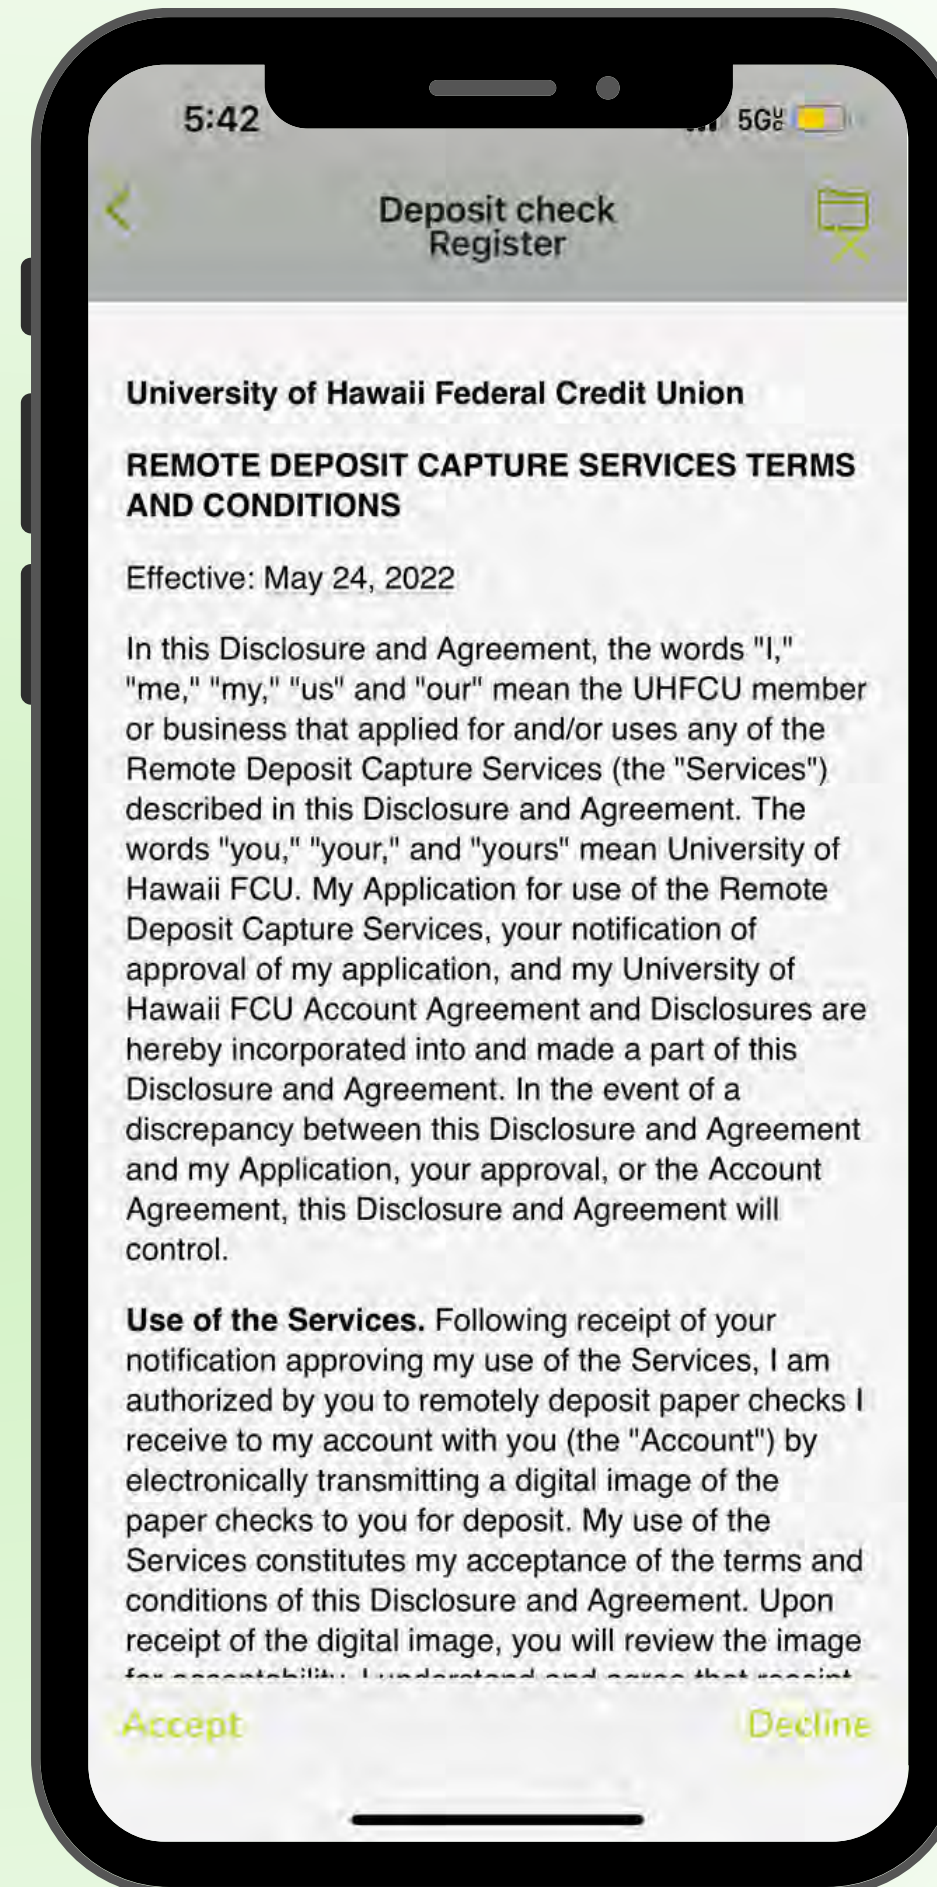 5:42
5G
Deposit check
Register
University of Hawaii Federal Credit Union
REMOTE DEPOSIT CAPTURE SERVICES TERMS
AND CONDITIONS
Effective: May 24, 2022
In this Disclosure and Agreement, the words "I,"
"me," "my," "us" and "our" mean the UHFCU member
or business that applied for and/or uses any of the
Remote Deposit Capture Services (the "Services")
described in this Disclosure and Agreement. The
words "you," "your," and "yours" mean University of
Hawaii FCU. My Application for use of the Remote
Deposit Capture Services, your notification of
approval of my application, and my University of
Hawaii FCU Account Agreement and Disclosures are
hereby incorporated into and made a part of this
Disclosure and Agreement. In the event of a
discrepancy between this Disclosure and Agreement
and my Application, your approval, or the Account
Agreement, this Disclosure and Agreement will
control.
Use of the Services. Following receipt of your
notification approving my use of the Services, I am
authorized by you to remotely deposit paper checks I
receive to my account with you (the "Account") by
electronically transmitting a digital image of the
paper checks to you for deposit. My use of the
Services constitutes my acceptance of the terms and
conditions of this Disclosure and Agreement. Upon
receipt of the digital image, you will review the image
for acceptability. I understand and agree that receipt
Accept
Decline